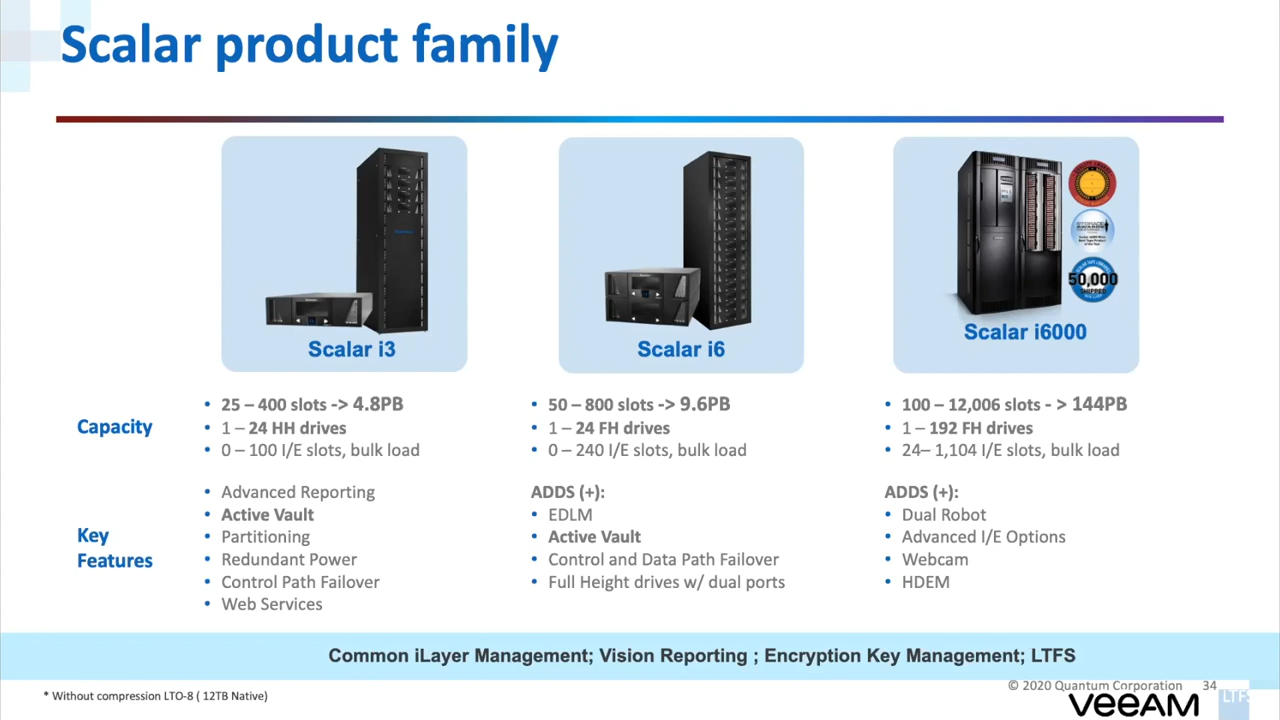 Scalar product family
Scalar i3
Scalar i6
50,000
SHIPPED
Scalar i6000
Capacity
• 25 – 400 slots -> 4.8PB
• 1 – 24 HH drives
• 0 – 100 I/E slots, bulk load
• 50 – 800 slots -> 9.6PB
• 1 – 24 FH drives
• 0 – 240 I/E slots, bulk load
• 100 – 12,006 slots - > 144PB
• 1 – 192 FH drives
• 24– 1,104 I/E slots, bulk load
Key
Features
• Advanced Reporting
• Active Vault
• Partitioning
• Redundant Power
• Control Path Failover
• Web Services
ADDS (+):
• EDLM
• Active Vault
• Control and Data Path Failover
• Full Height drives w/ dual ports
ADDS (+):
• Dual Robot
• Advanced I/E Options
• Webcam
• HDEM
Common iLayer Management; Vision Reporting ; Encryption Key Management; LTFS
* Without compression LTO-8 ( 12TB Native)
© 2020 Quantum Corporation 34
veeAM
LTFS